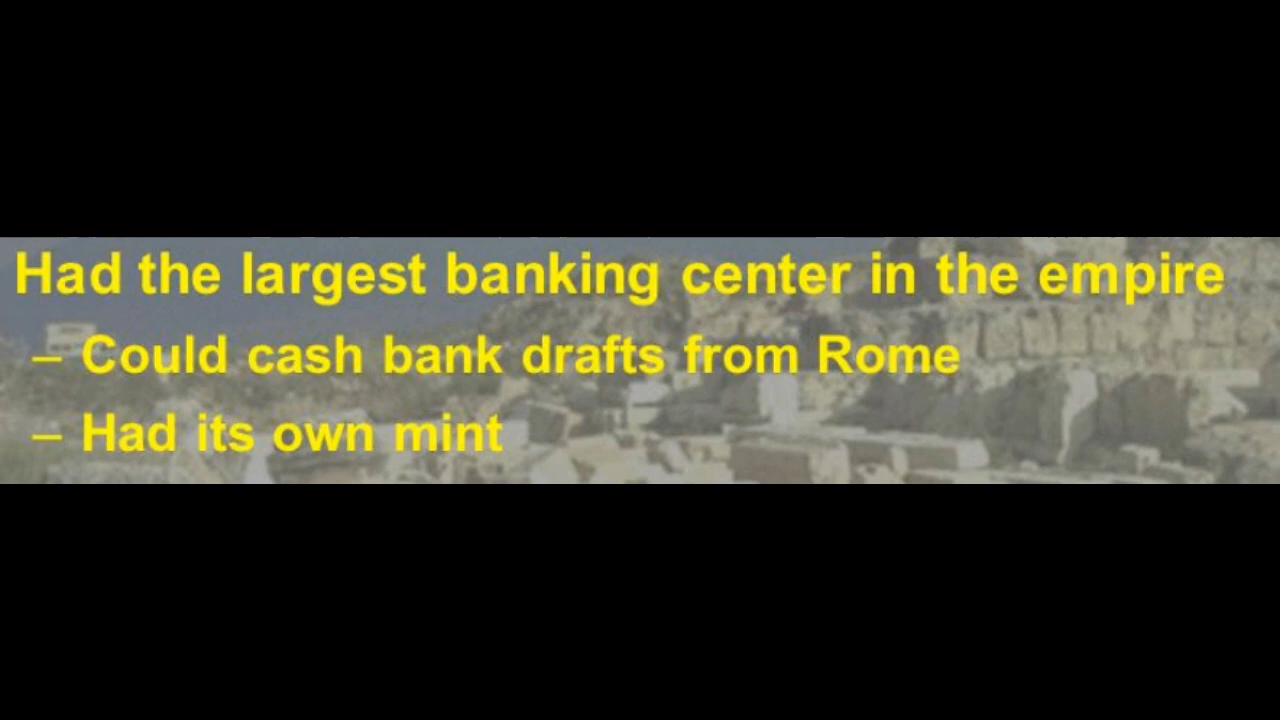 Had the largest banking center in the empire
– Could cash bank drafts from Rome
– Had its own mint